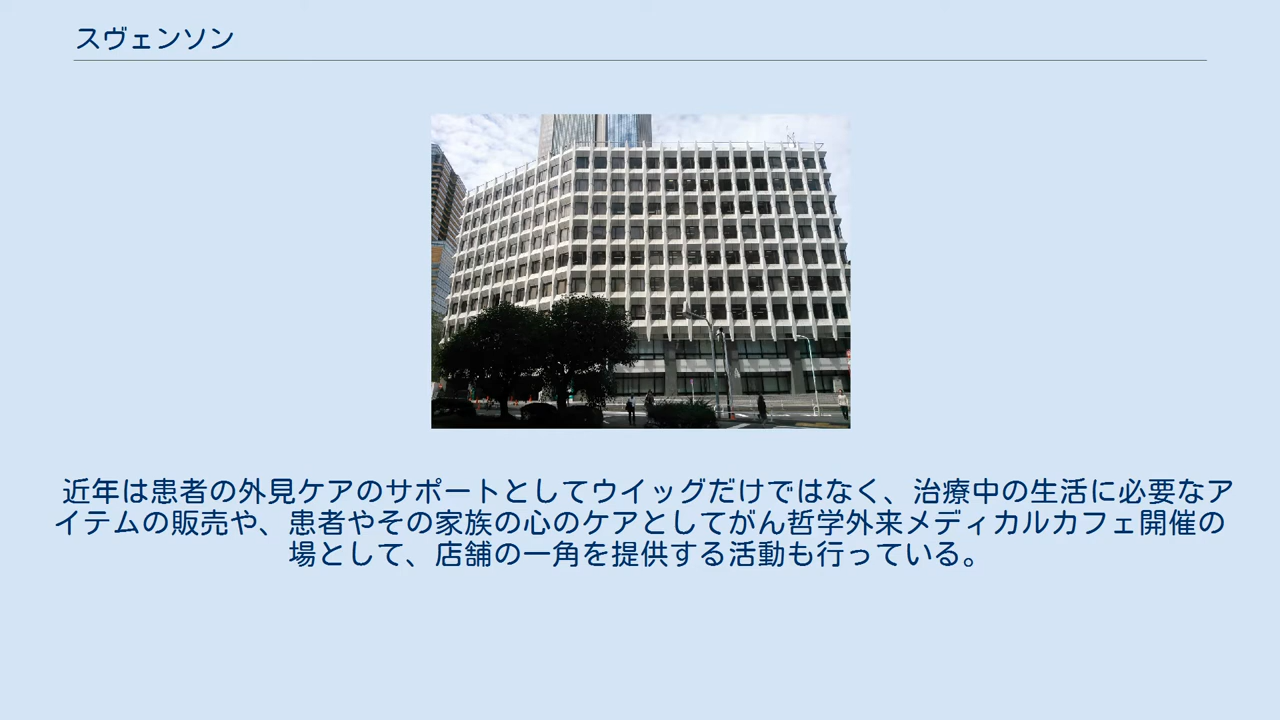 スヴェンソン
近年は患者の外見ケアのサポートとしてウイッグだけではなく、治療中の生活に必要なア
イテムの販売や、患者やその家族の心のケアとしてがん哲学外来メディカルカフェ開催の
場として、店舗の一角を提供する活動も行っている。